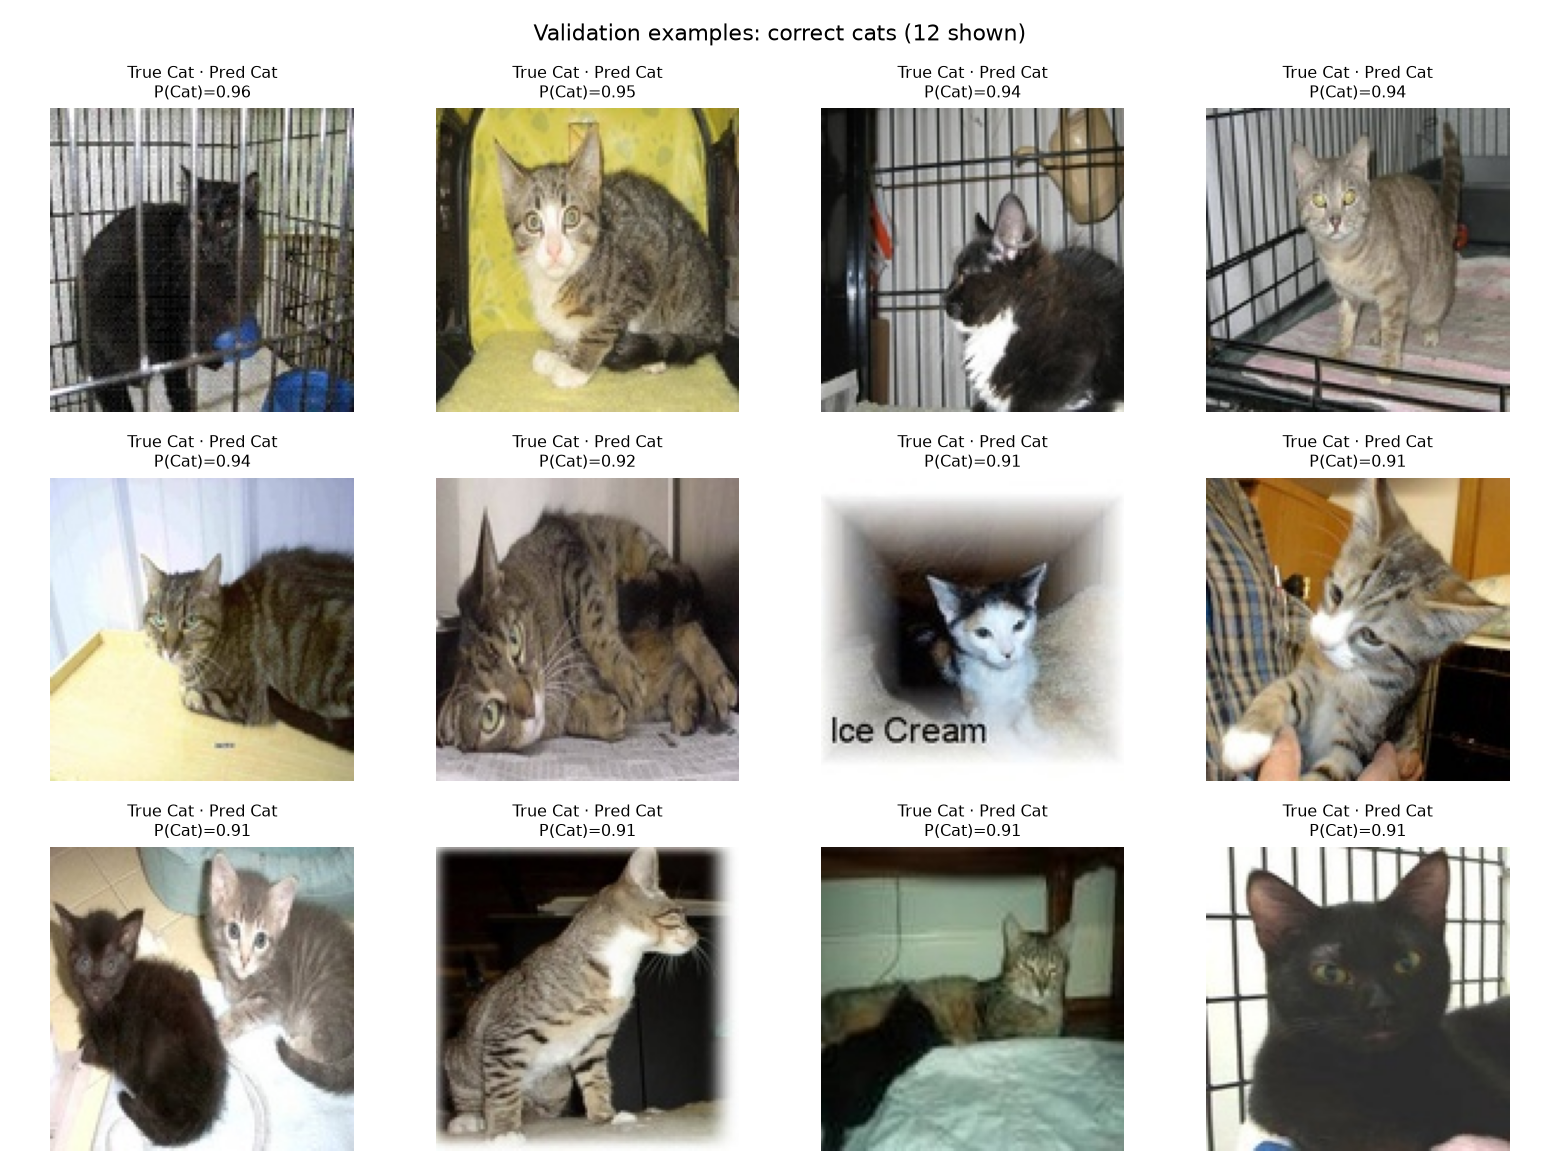 Validation examples: correct cats (12 shown)
True Cat · Pred Cat
P(Cat)=0.96
True Cat · Pred Cat
P(Cat)=0.95
True Cat · Pred Cat
P(Cat)=0.94
True Cat · Pred Cat
P(Cat)=0.94
True Cat · Pred Cat
P(Cat)=0.94
True Cat · Pred Cat
P(Cat)=0.92
True Cat · Pred Cat
P(Cat)=0.91
Ice Cream
True Cat · Pred Cat
P(Cat)=0.91
True Cat · Pred Cat
P(Cat)=0.91
True Cat · Pred Cat
P(Cat)=0.91
True Cat · Pred Cat
P(Cat)=0.91
True Cat · Pred Cat
P(Cat)=0.91